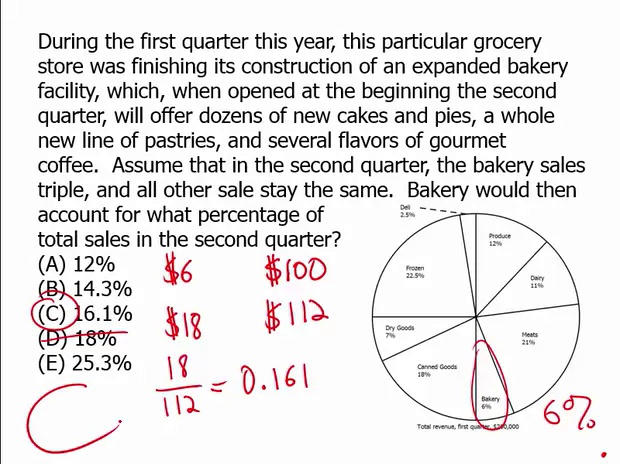 During the first quarter this year, this particular grocery
store was finishing its construction of an expanded bakery
facility, which, when opened at the beginning the second
quarter, will offer dozens of new cakes and pies, a whole
new line of pastries, and several flavors of gourmet
coffee. Assume that in the second quarter, the bakery sales
triple, and all other sale stay the same. Bakery would then
account for what percentage of
total sales in the second quarter?
(A) 12%
(B) 14.3%
(C) 16.1%
(D) 18%
(E) 25.3%
$6 $100
$18 $112
18/112 = 0.161
C
Deli
2.5%
Produce
12%
Frozen
22.5%
Dairy
11%
Dry Goods
7%
Meats
21%
Canned Goods
18%
Bakery
6%
6%
Total revenue, first quarter,